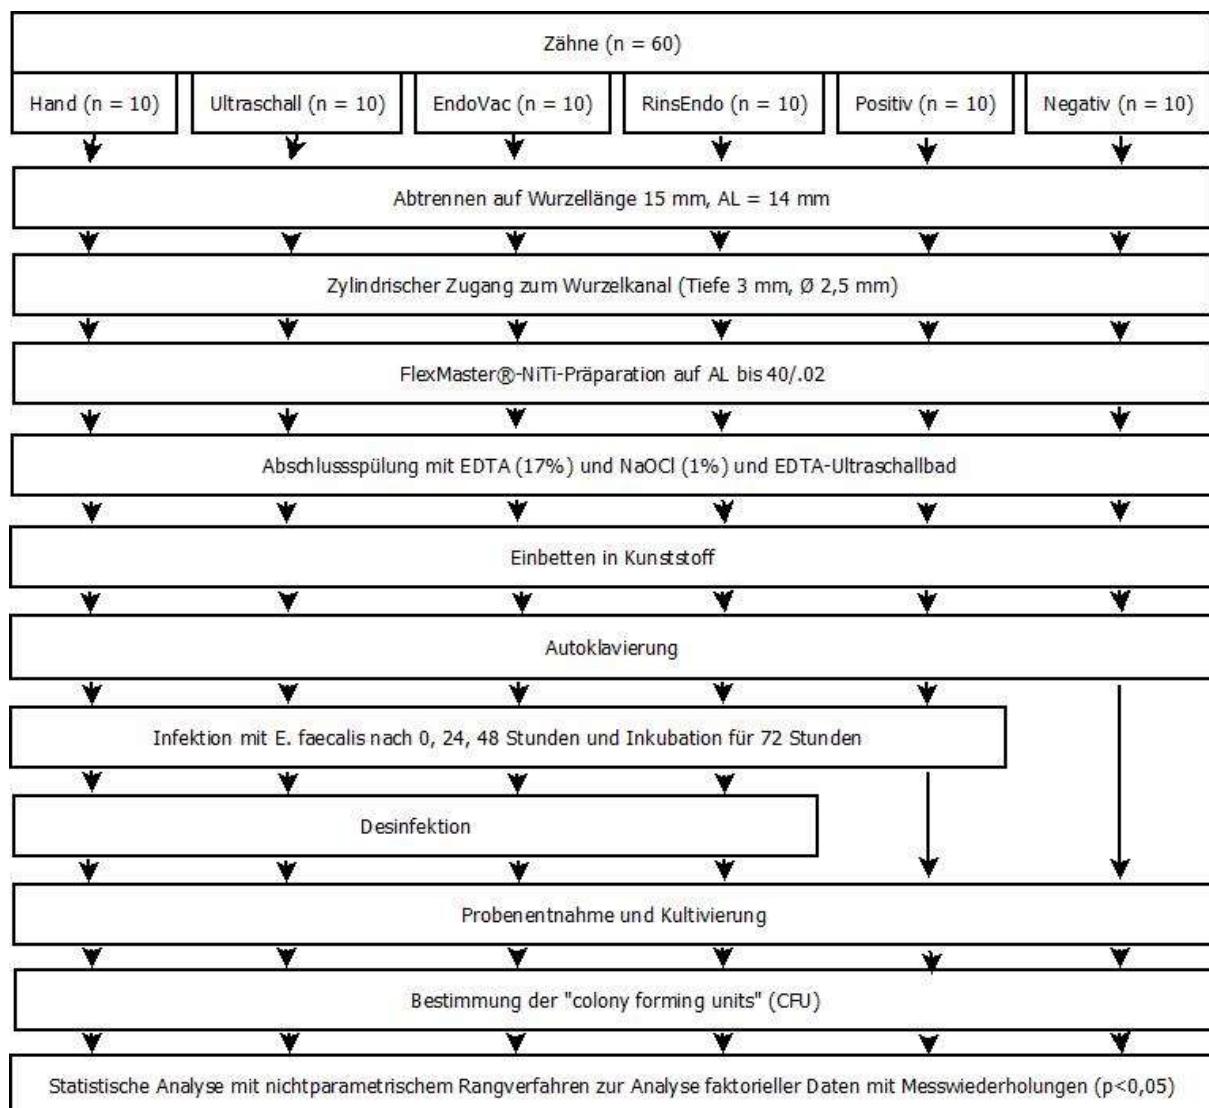 Zähne (n = 60)
Hand (n = 10) Ultraschall (n = 10) EndoVac (n = 10) RinsEndo (n = 10) Positiv (n = 10) Negativ (n = 10)
Abtrennen auf Wurzellänge 15 mm, AL = 14 mm
Zylindrischer Zugang zum Wurzelkanal (Tiefe 3 mm, Ø 2,5 mm)
FlexMaster®-NiTi-Präparation auf AL bis 40/.02
Abschlussspülung mit EDTA (17%) und NaOCl (1%) und EDTA-Ultraschallbad
Einbetten in Kunststoff
Autoklavierung
Infektion mit E. faecalis nach 0, 24, 48 Stunden und Inkubation für 72 Stunden
Desinfektion
Probenentnahme und Kultivierung
Bestimmung der "colony forming units" (CFU)
Statistische Analyse mit nichtparametrischem Rangverfahren zur Analyse faktorieller Daten mit Messwiederholungen (p<0,05)